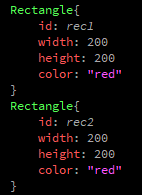 Rectangle{
    id: rec1
    width: 200
    height: 200
    color: "red"
}
Rectangle{
    id: rec2
    width: 200
    height: 200
    color: "red"
}